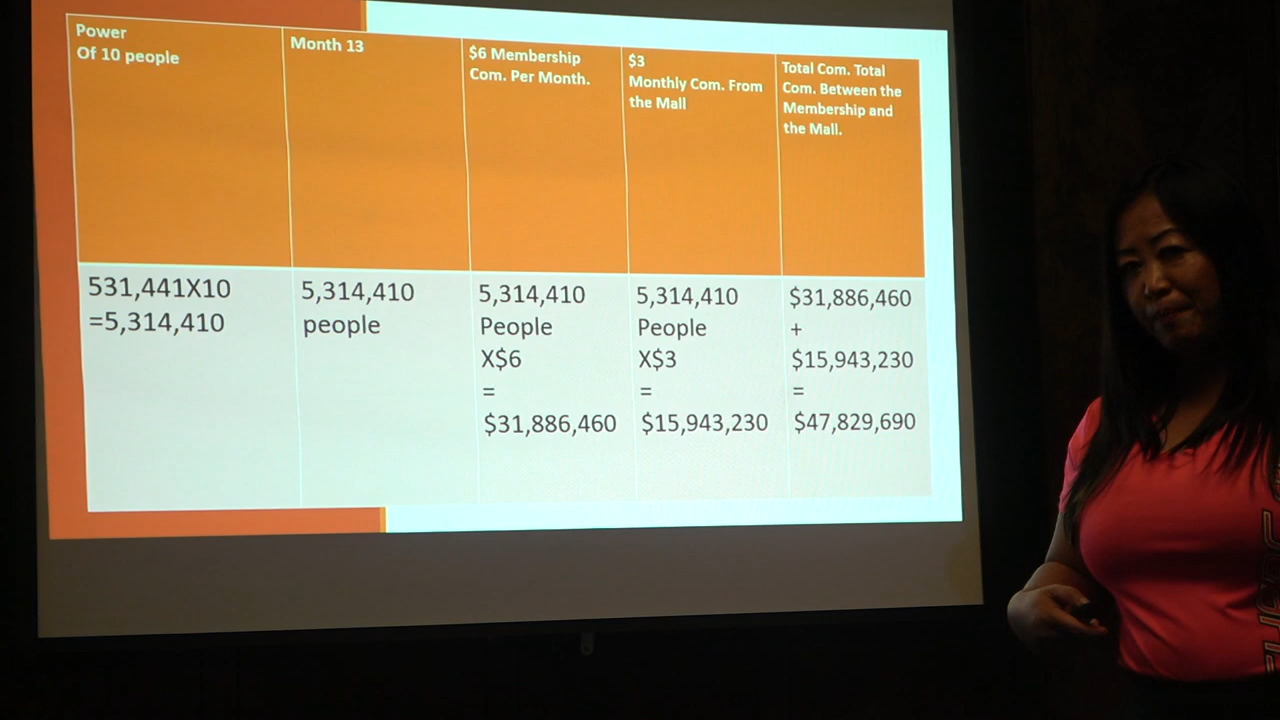 Power
Of 10 people
Month 13
$6 Membership
Com. Per Month.
$3
Monthly Com. From
the Mall
Total Com. Total
Com. Between the
Membership and
the Mall.
531,441X10
=5,314,410
5,314,410
people
5,314,410
People
X$6
=
$31,886,460
5,314,410
People
X$3
=
$15,943,230
$31,886,460
+
$15,943,230
=
$47,829,690